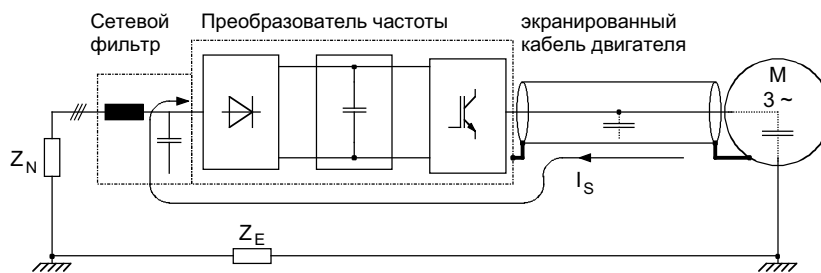 Сетевой
фильтр
Преобразователь частоты
экранированный
кабель двигателя
M
3 ~
Z_N
I_S
Z_E